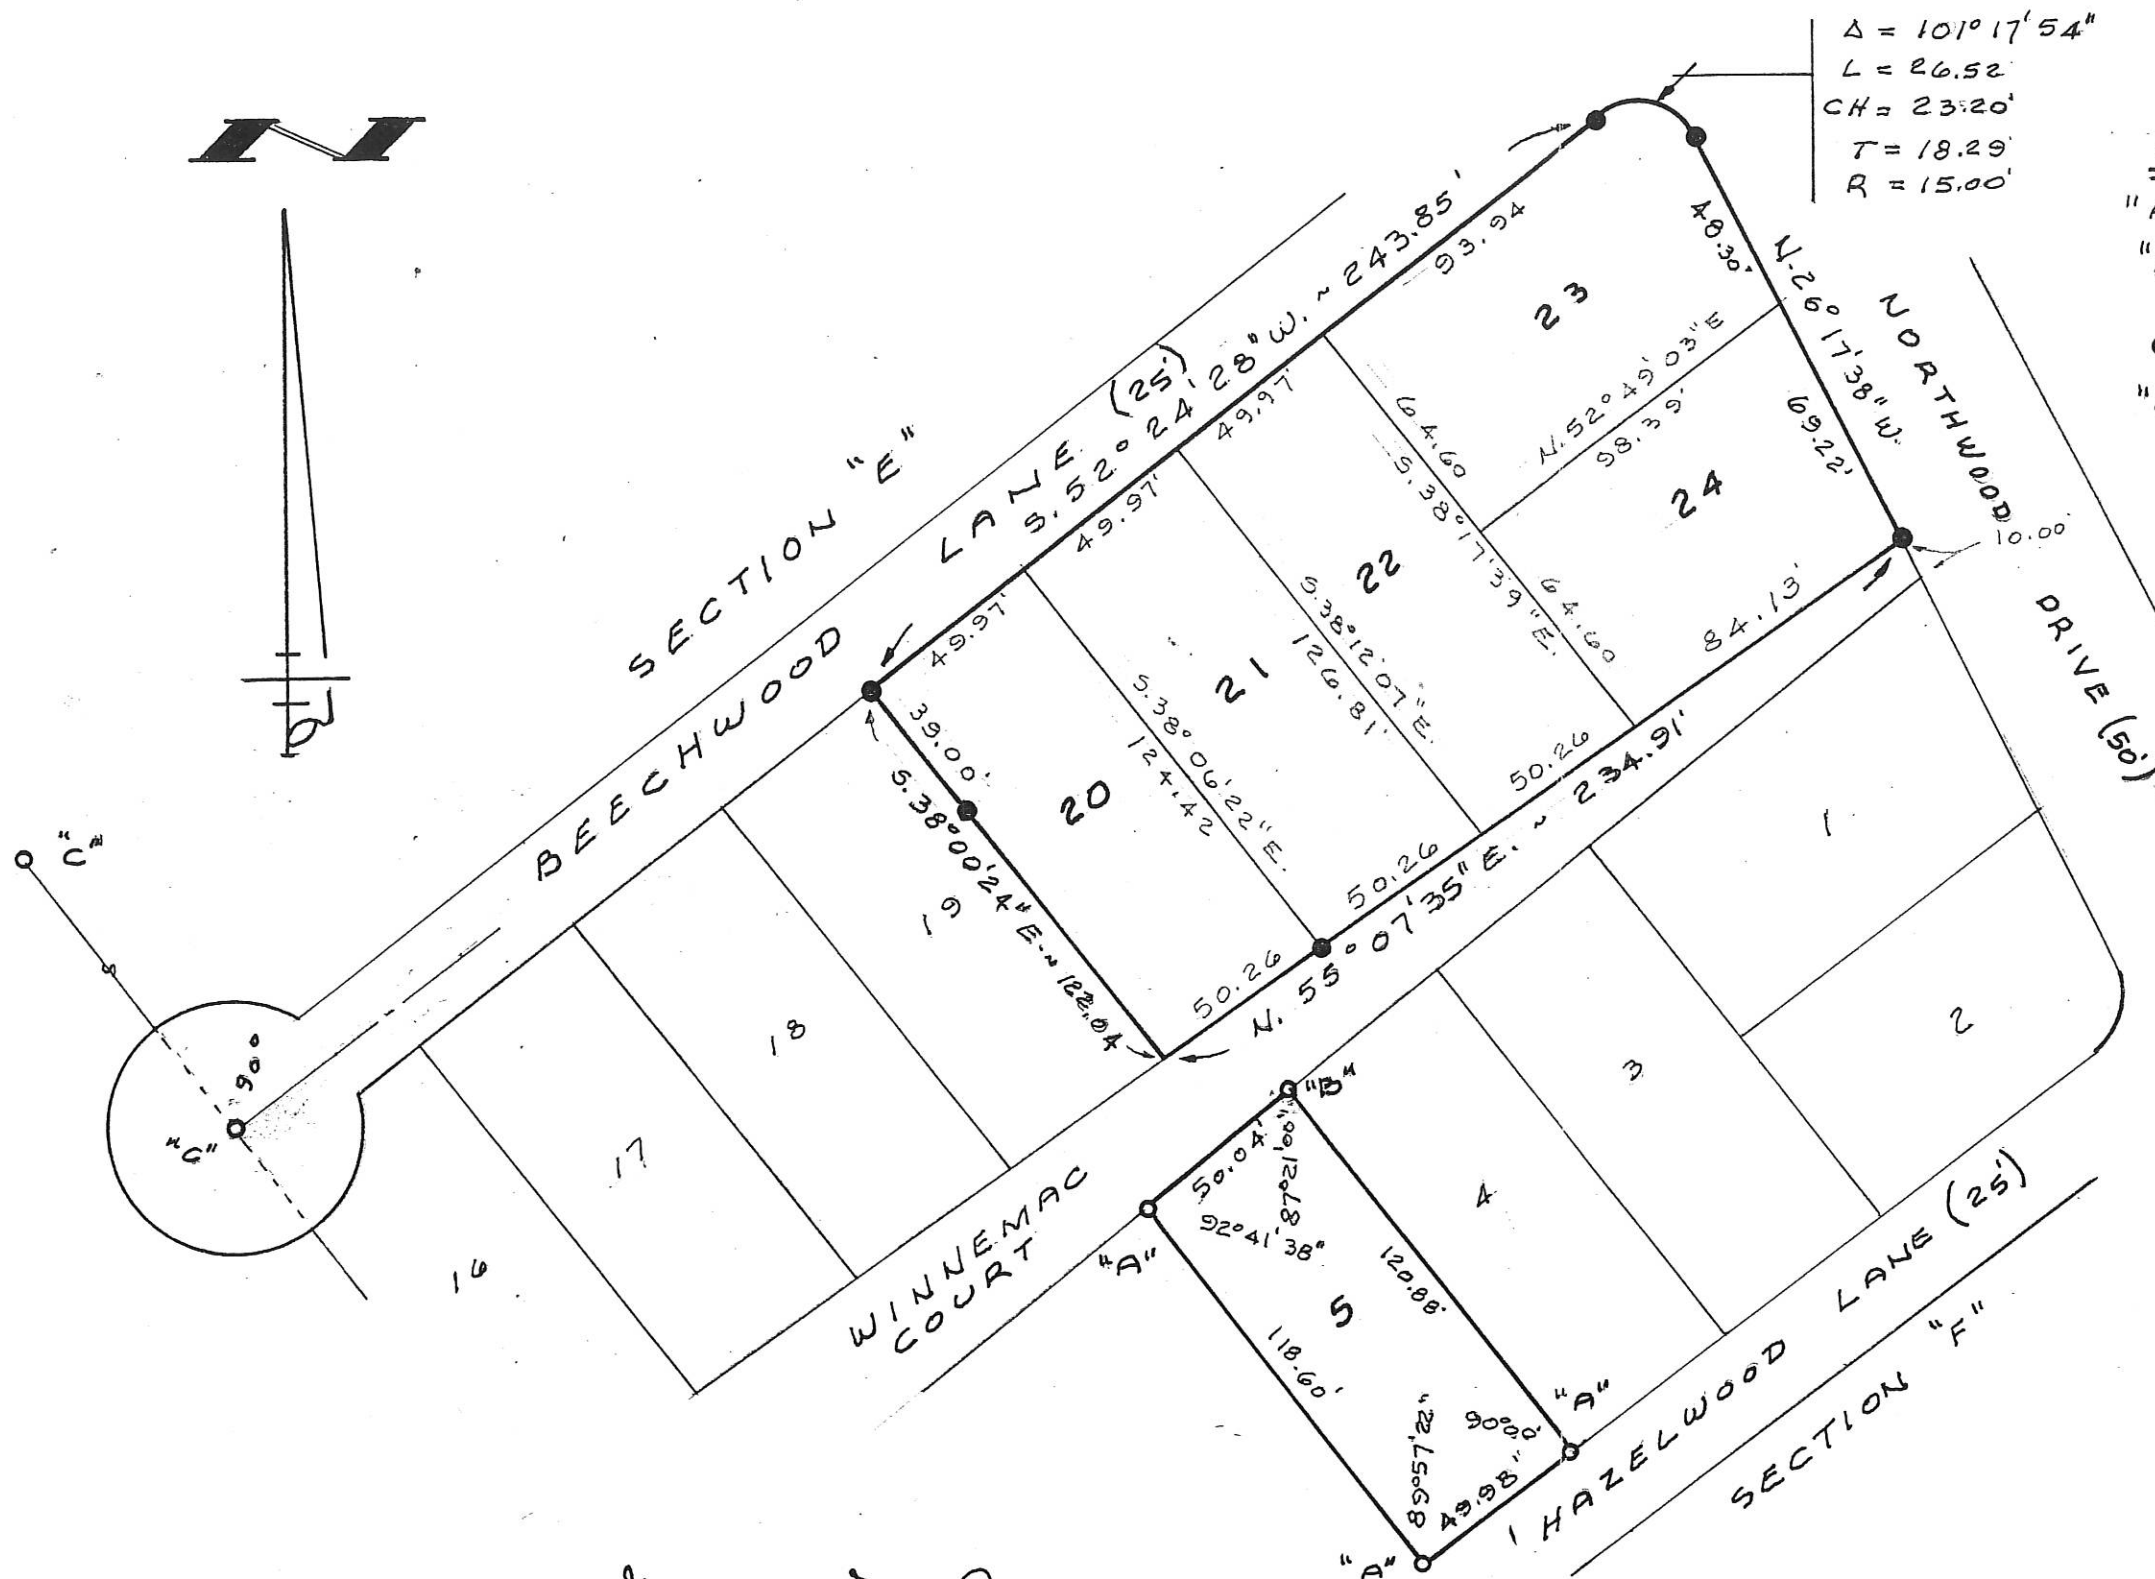 N
Δ = 101°17'54"
L = 26.52'
CH = 23.20'
T = 18.29'
R = 15.00'
SECTION "E"
BEECHWOOD LANE (25')
S. 52° 24' 28" W. ~ 243.85'
93.94
49.97'
49.97'
49.97'
48.30'
N. 26° 17' 38" W.
69.22'
NORTHWOOD DRIVE (50')
10.00'
23
N. 52° 49' 03" E
98.39'
24
64.60
S. 38° 17' 39" E.
64.60
84.13'
22
S. 38° 12' 07" E.
126.81'
50.26
21
S. 38° 06' 22" E.
124.42
50.26
20
39.00'
S. 38° 00' 24" E. ~ 122.04
50.26
N. 55° 07' 35" E. ~ 234.91'
19
18
17
16
"C"
90°
"C"
WINNEMAC
COURT
1
2
3
4
"B"
50.04'
87°21'00"
92°41'38"
"A"
120.88'
5
118.60'
"A"
90°00'
89°57'22"
49.98'
"A"
HAZELWOOD LANE (25')
SECTION "F"